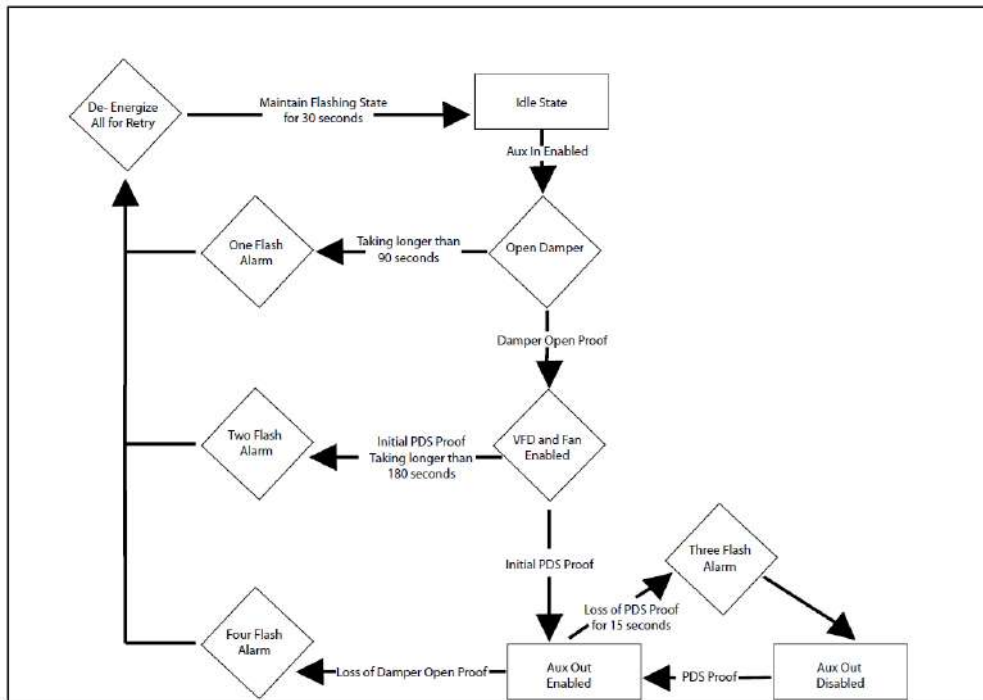 De- Energize
All for Retry
Maintain Flashing State
for 30 seconds
Idle State
Aux In Enabled
One Flash
Alarm
Taking longer than
90 seconds
Open Damper
Damper Open Proof
Two Flash
Alarm
Initial PDS Proof
Taking longer than
180 seconds
VFD and Fan
Enabled
Initial PDS Proof
Three Flash
Alarm
Loss of PDS Proof
for 15 seconds
Four Flash
Alarm
Loss of Damper Open Proof
Aux Out
Enabled
PDS Proof
Aux Out
Disabled